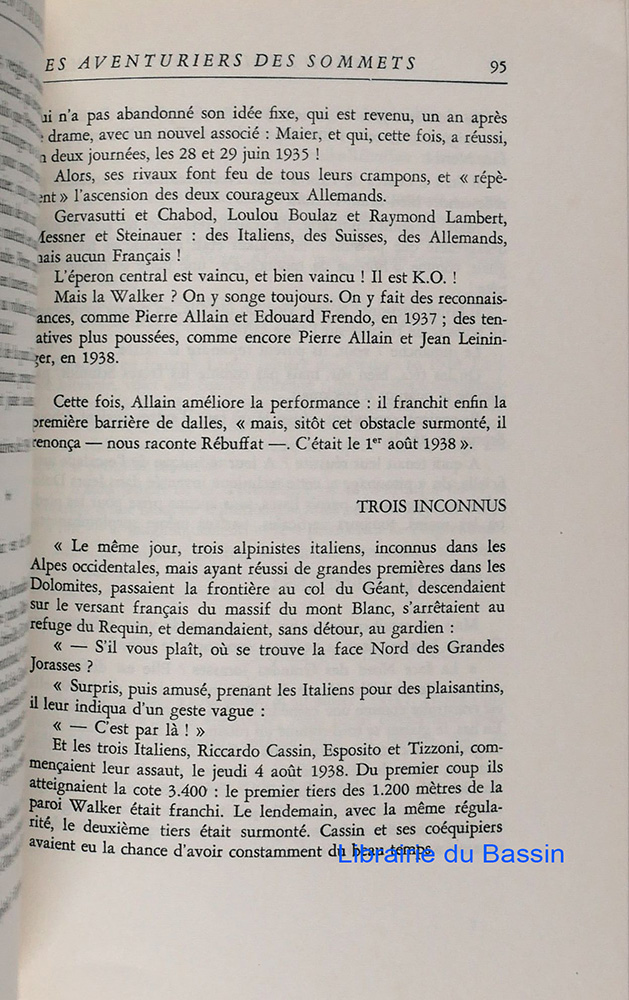 ES AVENTURIERS DES SOMMETS 95
ui n'a pas abandonné son idée fixe, qui est revenu, un an après
drame, avec un nouvel associé : Maier, et qui, cette fois, a réussi,
deux journées, les 28 et 29 juin 1935 !
Alors, ses rivaux font feu de tous leurs crampons, et « répè-
ent » l'ascension des deux courageux Allemands.
Gervasutti et Chabod, Loulou Boulaz et Raymond Lambert,
Messner et Steinauer : des Italiens, des Suisses, des Allemands,
mais aucun Français !
L'éperon central est vaincu, et bien vaincu ! Il est K.O. !
Mais la Walker ? On y songe toujours. On y fait des reconnais-
ances, comme Pierre Allain et Edouard Frendo, en 1937 ; des ten-
atives plus poussées, comme encore Pierre Allain et Jean Leinin-
ger, en 1938.
Cette fois, Allain améliore la performance : il franchit enfin la
première barrière de dalles, « mais, sitôt cet obstacle surmonté, il
renonça — nous raconte Rébuffat —. C'était le 1er août 1938 ».
TROIS INCONNUS
« Le même jour, trois alpinistes italiens, inconnus dans les
Alpes occidentales, mais ayant réussi de grandes premières dans les
Dolomites, passaient la frontière au col du Géant, descendaient
sur le versant français du massif du mont Blanc, s'arrêtaient au
refuge du Requin, et demandaient, sans détour, au gardien :
« — S'il vous plaît, où se trouve la face Nord des Grandes
Jorasses ?
« Surpris, puis amusé, prenant les Italiens pour des plaisantins,
il leur indiqua d'un geste vague :
« — C'est par là ! »
Et les trois Italiens, Riccardo Cassin, Esposito et Tizzoni, com-
mençaient leur assaut, le jeudi 4 août 1938. Du premier coup ils
atteignaient la cote 3.400 : le premier tiers des 1.200 mètres de la
paroi Walker était franchi. Le lendemain, avec la même régula-
rité, le deuxième tiers était surmonté. Cassin et ses coéquipiers
avaient eu la chance d'avoir constamment du beau temps.
Librairie du Bassin